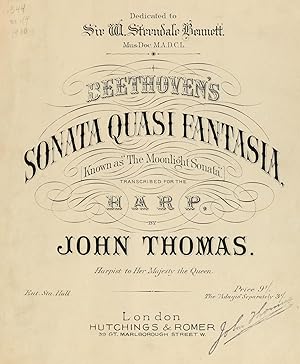 Dedicated to
Sir W. Sterndale Bennett.
Mus. Doc. M.A. D.C.L.
BEETHOVEN'S
SONATA QUASI FANTASIA,
Known as "The Moonlight Sonata"
TRANSCRIBED FOR THE
HARP,
BY
JOHN THOMAS.
Harpist to Her Majesty the Queen.
Ent. Sta. Hall
Price 9/
The "Adagio" Separately 3/
London
HUTCHINGS & ROMER,
39 GT. MARLBOROUGH STREET. W.
John Thomas